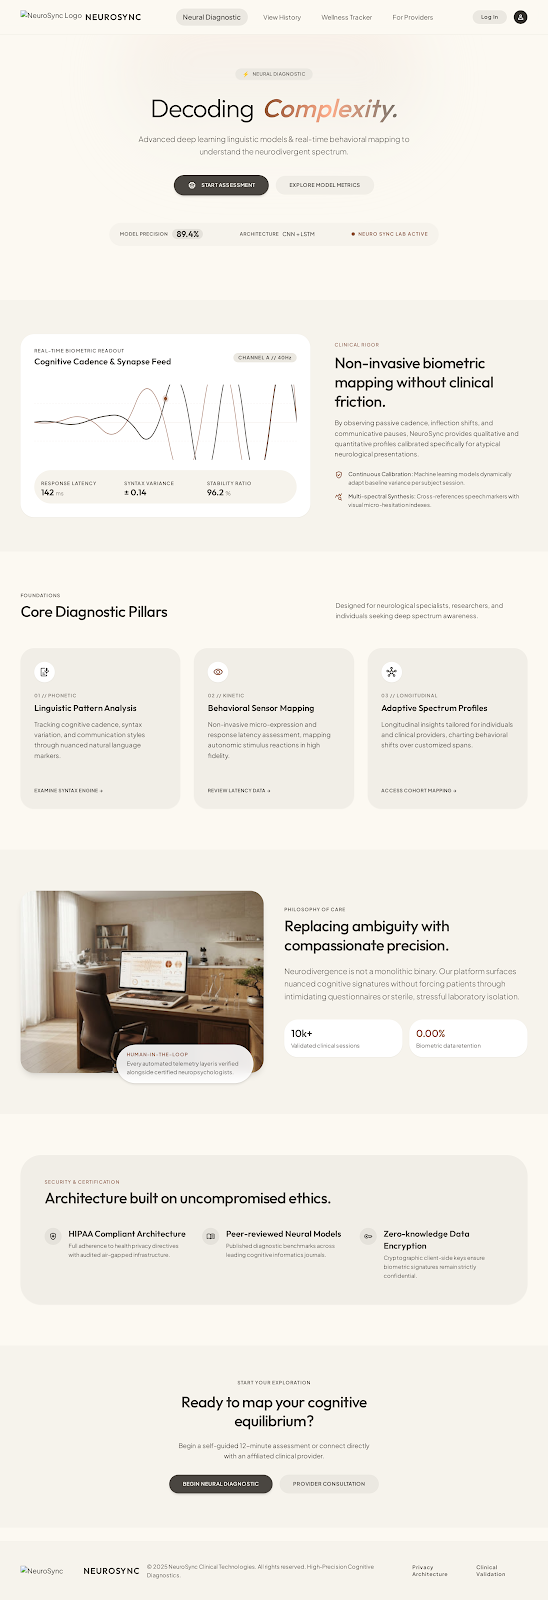 NeuroSync Logo NEUROSYNC
Neural Diagnostic
View History
Wellness Tracker
For Providers
Log In
⚡ NEURAL DIAGNOSTIC
Decoding Complexity.
Advanced deep learning linguistic models & real-time behavioral mapping to
understand the neurodivergent spectrum.
START ASSESSMENT
EXPLORE MODEL METRICS
MODEL PRECISION 89.4%
ARCHITECTURE CNN + LSTM
NEURO SYNC LAB ACTIVE
REAL-TIME BIOMETRIC READOUT
Cognitive Cadence & Synapse Feed
CHANNEL A // 40Hz
RESPONSE LATENCY
142 ms
SYNTAX VARIANCE
± 0.14
STABILITY RATIO
96.2 %
CLINICAL RIGOR
Non-invasive biometric
mapping without clinical
friction.
By observing passive cadence, inflection shifts, and
communicative pauses, NeuroSync provides qualitative and
quantitative profiles calibrated specifically for atypical
neurological presentations.
Continuous Calibration: Machine learning models dynamically
adapt baseline variance per subject session.
Multi-spectral Synthesis: Cross-references speech markers with
visual micro-hesitation indexes.
FOUNDATIONS
Core Diagnostic Pillars
Designed for neurological specialists, researchers, and
individuals seeking deep spectrum awareness.
01 // PHONETIC
Linguistic Pattern Analysis
Tracking cognitive cadence, syntax
variation, and communication styles
through nuanced natural language
markers.
EXAMINE SYNTAX ENGINE →
02 // KINETIC
Behavioral Sensor Mapping
Non-invasive micro-expression and
response latency assessment, mapping
autonomic stimulus reactions in high
fidelity.
REVIEW LATENCY DATA →
03 // LONGITUDINAL
Adaptive Spectrum Profiles
Longitudinal insights tailored for individuals
and clinical providers, charting behavioral
shifts over customized spans.
ACCESS COHORT MAPPING →
HUMAN-IN-THE-LOOP
Every automated telemetry layer is verified
alongside certified neuropsychologists.
PHILOSOPHY OF CARE
Replacing ambiguity with
compassionate precision.
Neurodivergence is not a monolithic binary. Our platform surfaces
nuanced cognitive signatures without forcing patients through
intimidating questionnaires or sterile, stressful laboratory isolation.
10k+
Validated clinical sessions
0.00%
Biometric data retention
SECURITY & CERTIFICATION
Architecture built on uncompromised ethics.
HIPAA Compliant Architecture
Full adherence to health privacy directives
with audited air-gapped infrastructure.
Peer-reviewed Neural Models
Published diagnostic benchmarks across
leading cognitive informatics journals.
Zero-knowledge Data
Encryption
Cryptographic client-side keys ensure
biometric signatures remain strictly
confidential.
START YOUR EXPLORATION
Ready to map your cognitive
equilibrium?
Begin a self-guided 12-minute assessment or connect directly
with an affiliated clinical provider.
BEGIN NEURAL DIAGNOSTIC
PROVIDER CONSULTATION
NeuroSync
NEUROSYNC
© 2025 NeuroSync Clinical Technologies. All rights reserved. High-Precision Cognitive
Diagnostics.
Privacy
Architecture
Clinical
Validation